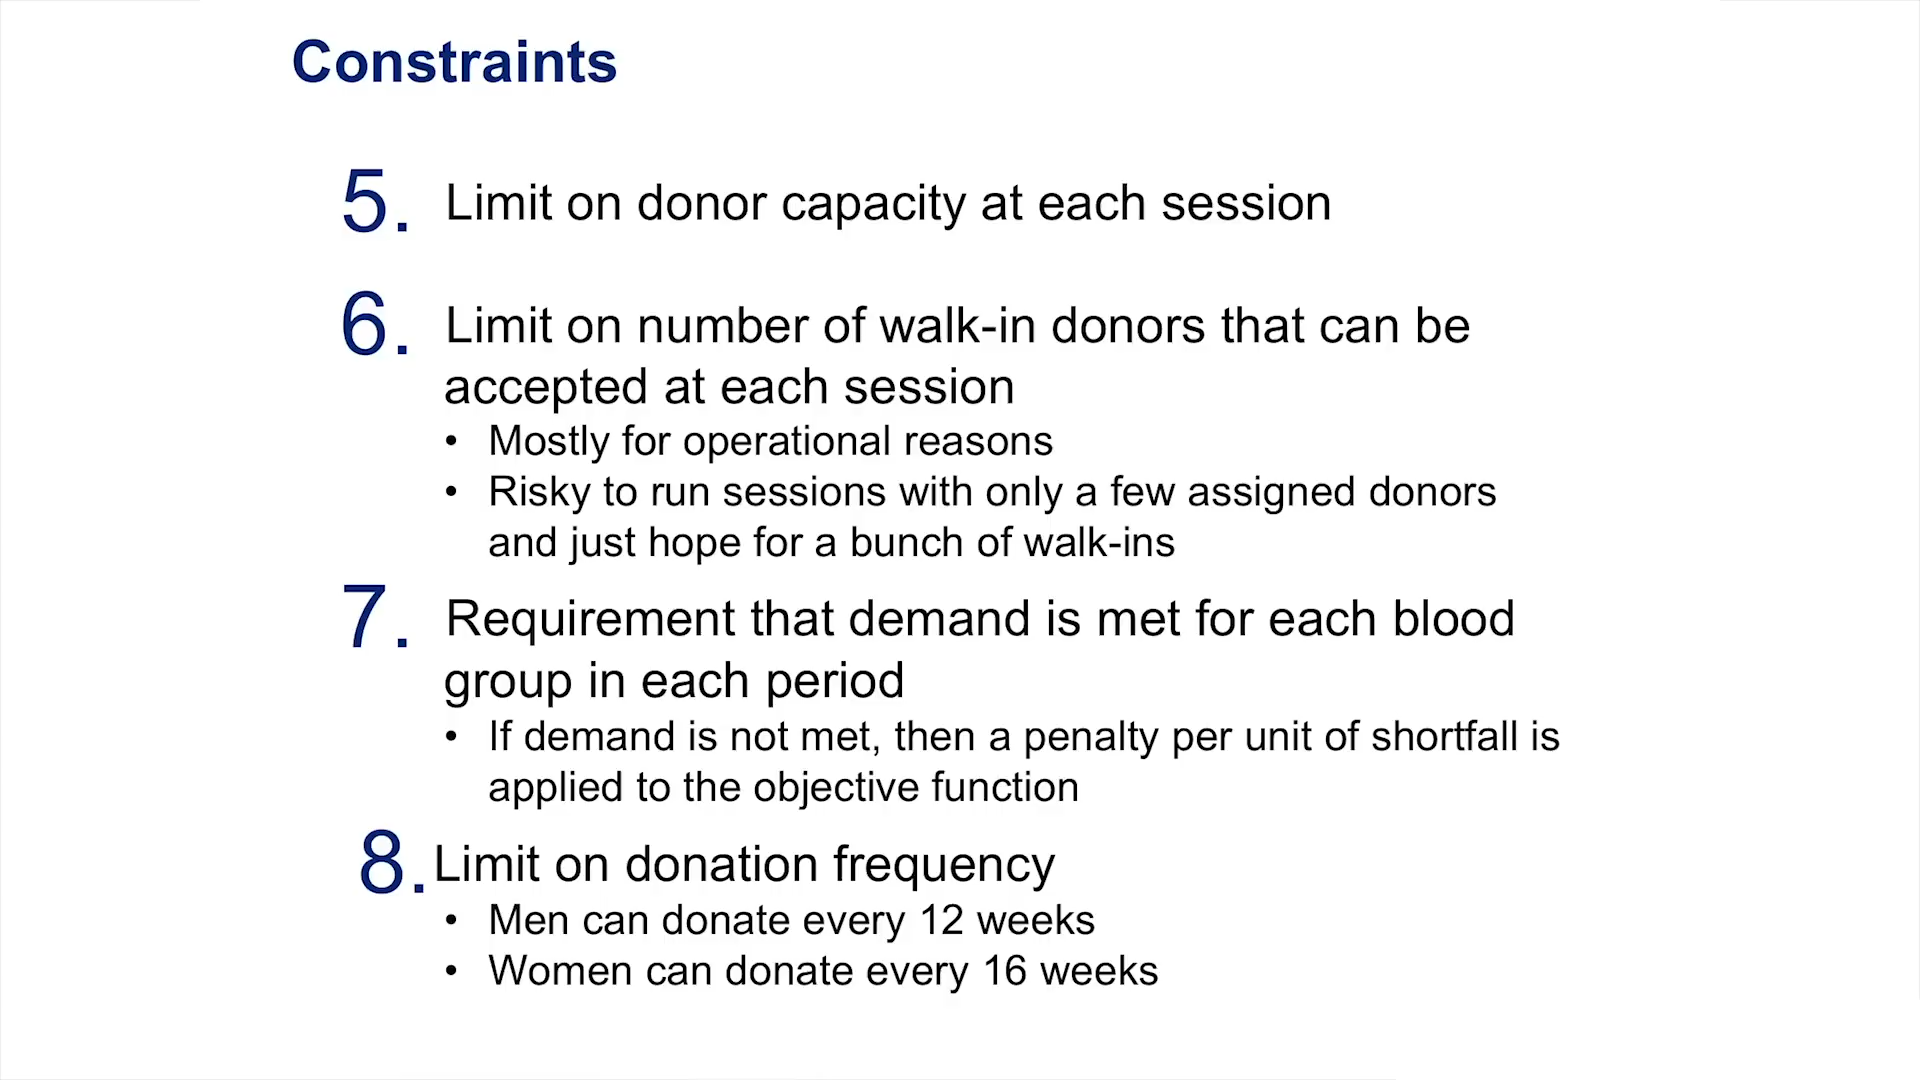 Constraints
5. Limit on donor capacity at each session
6. Limit on number of walk-in donors that can be
accepted at each session
• Mostly for operational reasons
• Risky to run sessions with only a few assigned donors
and just hope for a bunch of walk-ins
7. Requirement that demand is met for each blood
group in each period
• If demand is not met, then a penalty per unit of shortfall is
applied to the objective function
8. Limit on donation frequency
• Men can donate every 12 weeks
• Women can donate every 16 weeks